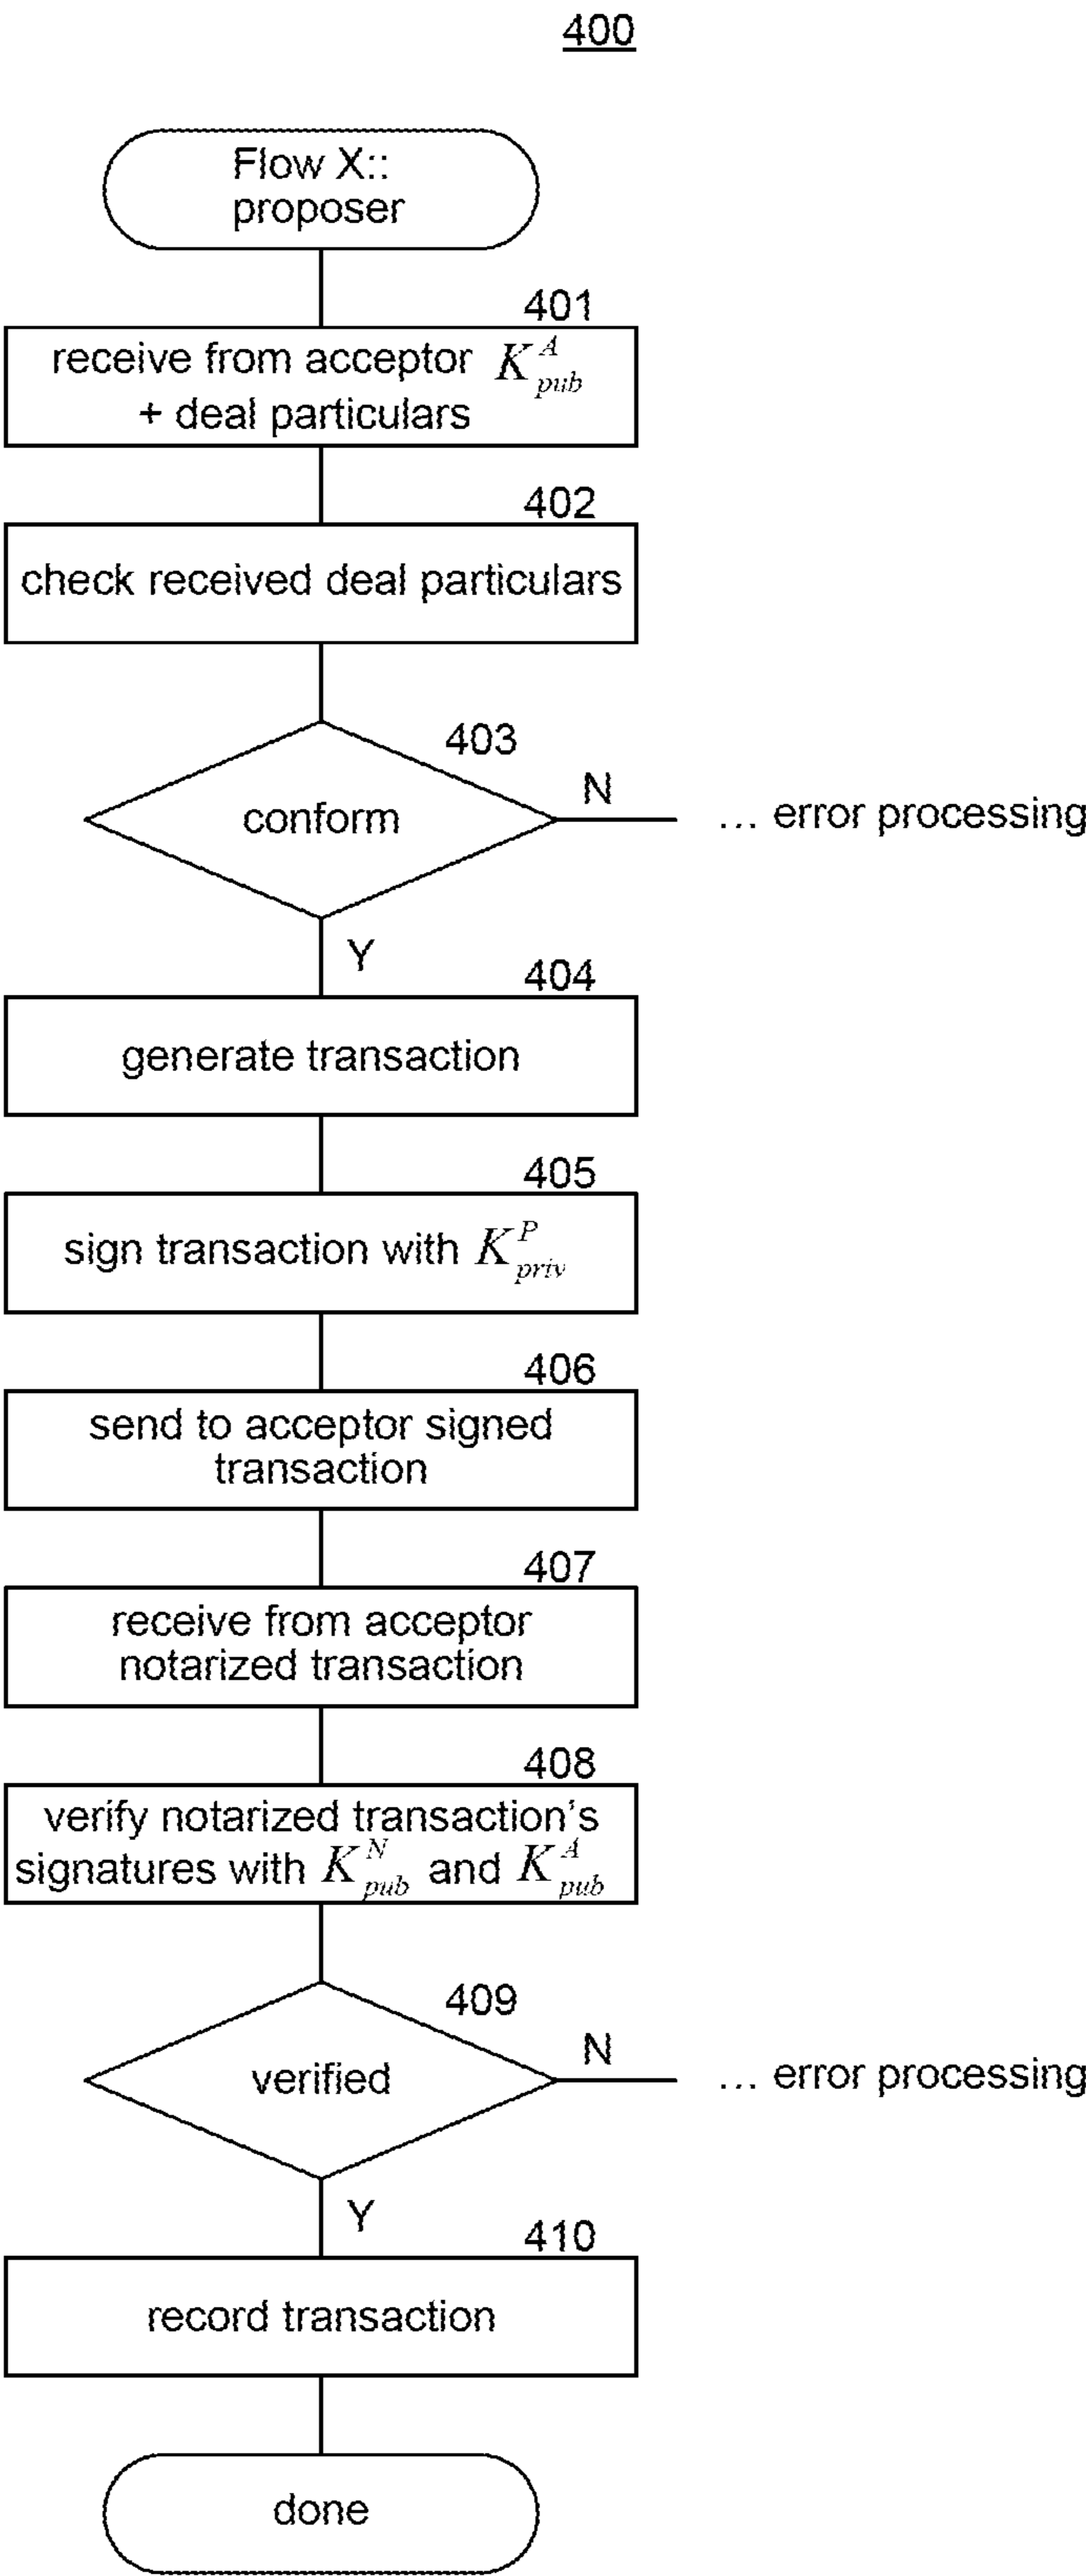 400
Flow X::
proposer
401
receive from acceptor K^A_pub
+ deal particulars
402
check received deal particulars
403
conform
N
... error processing
Y
404
generate transaction
405
sign transaction with K^P_priv
406
send to acceptor signed
transaction
407
receive from acceptor
notarized transaction
408
verify notarized transaction's
signatures with K^N_pub and K^A_pub
409
verified
N
... error processing
Y
410
record transaction
done